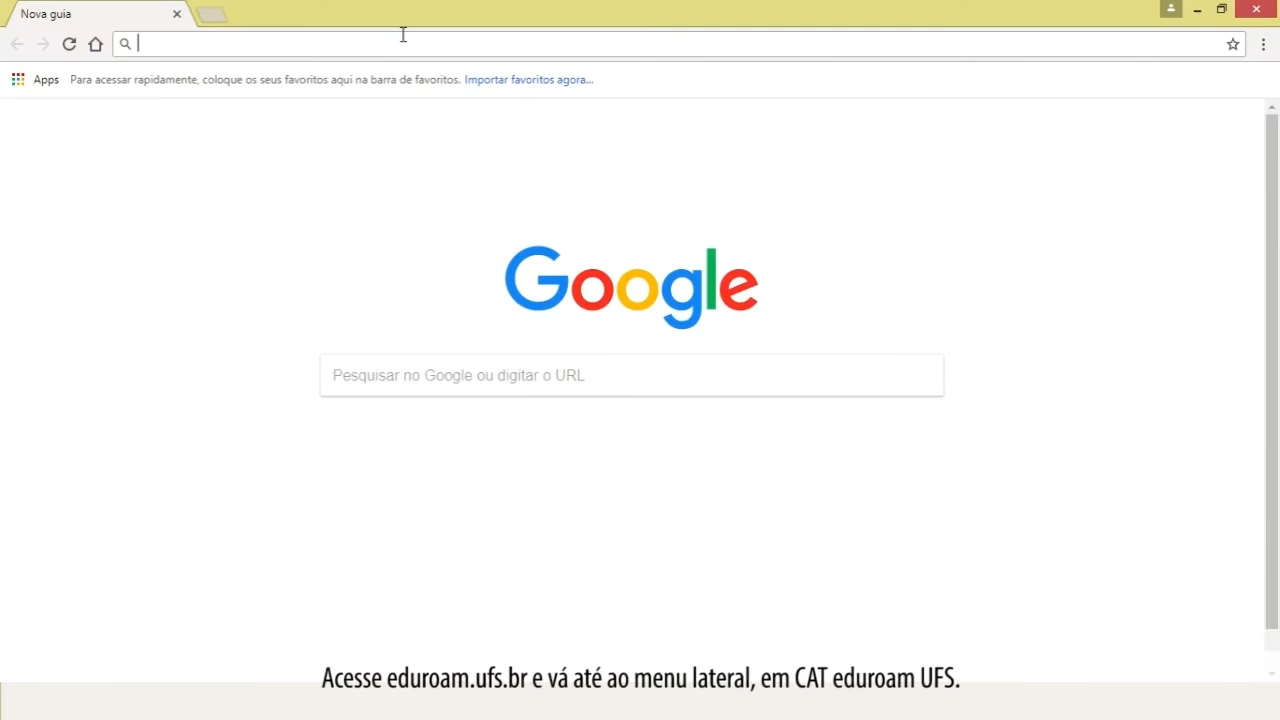 Nova guia
Apps Para acessar rapidamente, coloque os seus favoritos aqui na barra de favoritos. Importar favoritos agora...
Google
Pesquisar no Google ou digitar o URL
Acesse eduroam.ufs.br e vá até ao menu lateral, em CAT eduroam UFS.